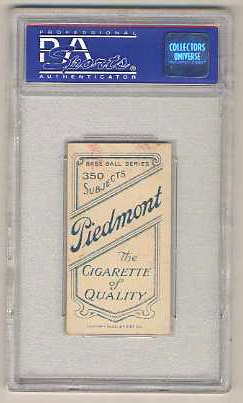 PROFESSIONAL
PSA
Sports
AUTHENTICATOR
COLLECTORS
UNIVERSE
BASE BALL SERIES
350 SUBJECTS
Piedmont
The
CIGARETTE
of
QUALITY